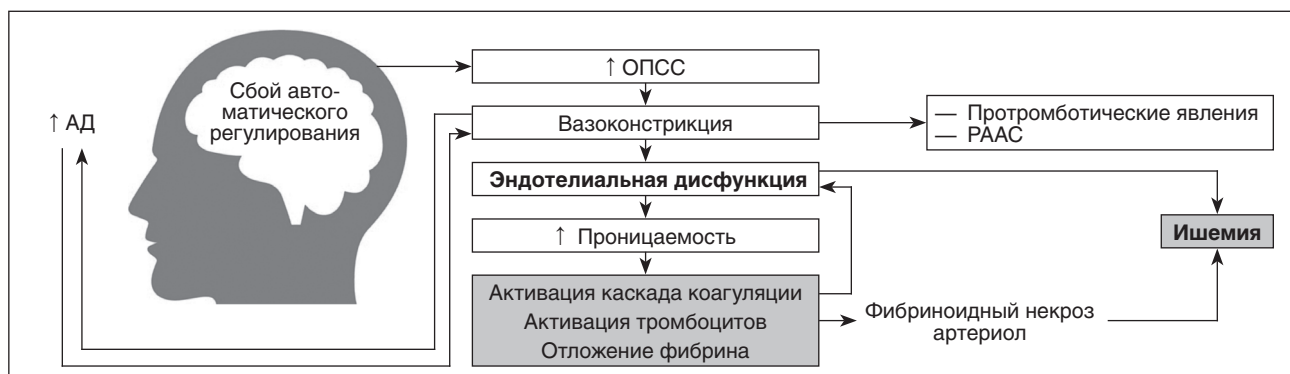 Сбой авто-
матического
регулирования
↑ АД
↑ ОПСС
Вазоконстрикция
— Протромботические явления
— РААС
Эндотелиальная дисфункция
↑ Проницаемость
Ишемия
Активация каскада коагуляции
Активация тромбоцитов
Отложение фибрина
Фибриноидный некроз
артериол